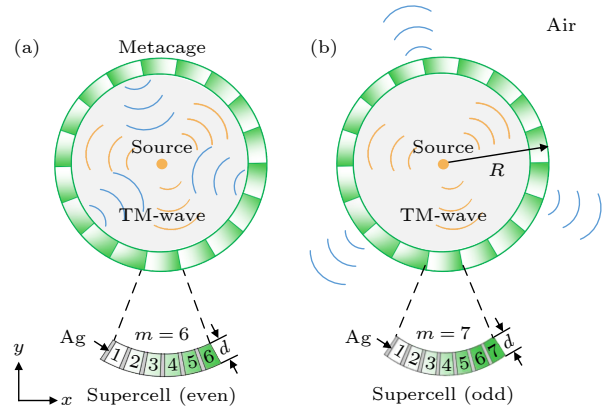 (a)
Metacage
Source
TM-wave
Ag
m = 6
1 2 3 4 5 6
d
Supercell (even)
y
x
(b)
Air
Source
R
TM-wave
Ag
m = 7
1 2 3 4 5 6 7
d
Supercell (odd)